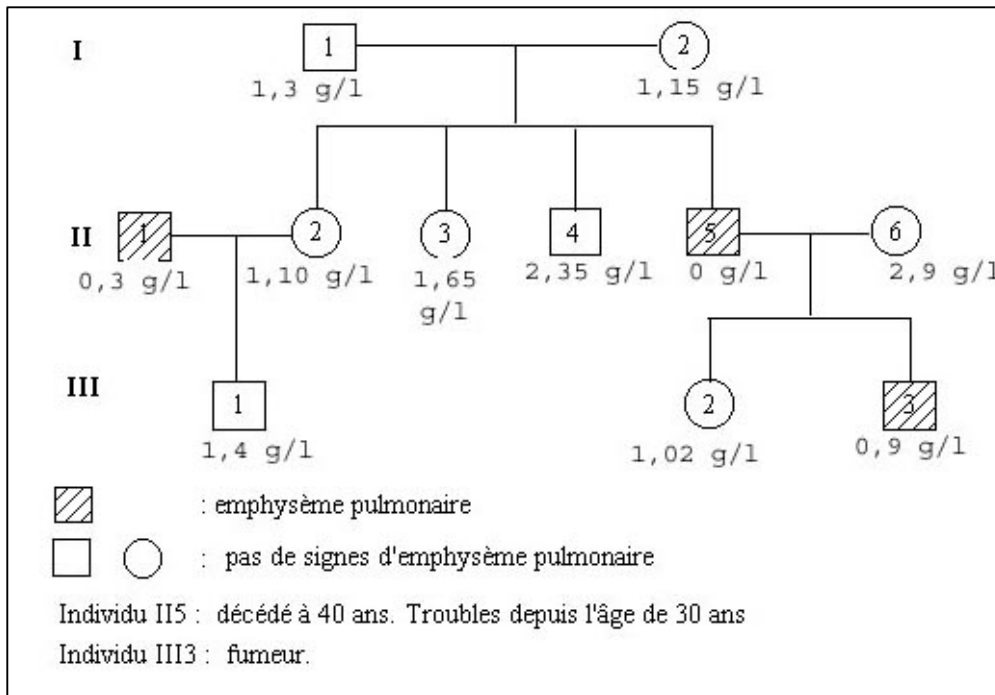 I
1
2
1,3 g/l
1,15 g/l
II
1
2
3
4
5
6
0,3 g/l
1,10 g/l
1,65
g/l
2,35 g/l
0 g/l
2,9 g/l
III
1
2
3
1,4 g/l
1,02 g/l
0,9 g/l
: emphysème pulmonaire
: pas de signes d'emphysème pulmonaire
Individu II5 : décédé à 40 ans. Troubles depuis l'âge de 30 ans
Individu III3 : fumeur.